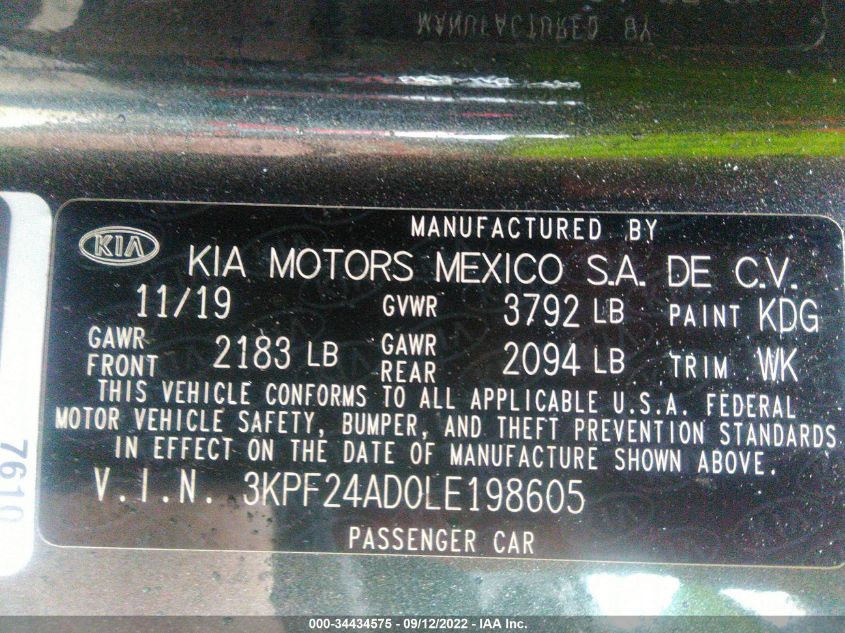 MANUFACTURED BY
MANUFACTURED BY
KIA
KIA MOTORS MEXICO S.A. DE C.V.
11/19 GVWR 3792 LB PAINT KDG
GAWR FRONT 2183 LB GAWR REAR 2094 LB TRIM WK
THIS VEHICLE CONFORMS TO ALL APPLICABLE U.S.A. FEDERAL
MOTOR VEHICLE SAFETY, BUMPER, AND THEFT PREVENTION STANDARDS
IN EFFECT ON THE DATE OF MANUFACTURE SHOWN ABOVE.
V.I.N. 3KPF24AD0LE198605
PASSENGER CAR
7610
000-34434575 - 09/12/2022 - IAA Inc.